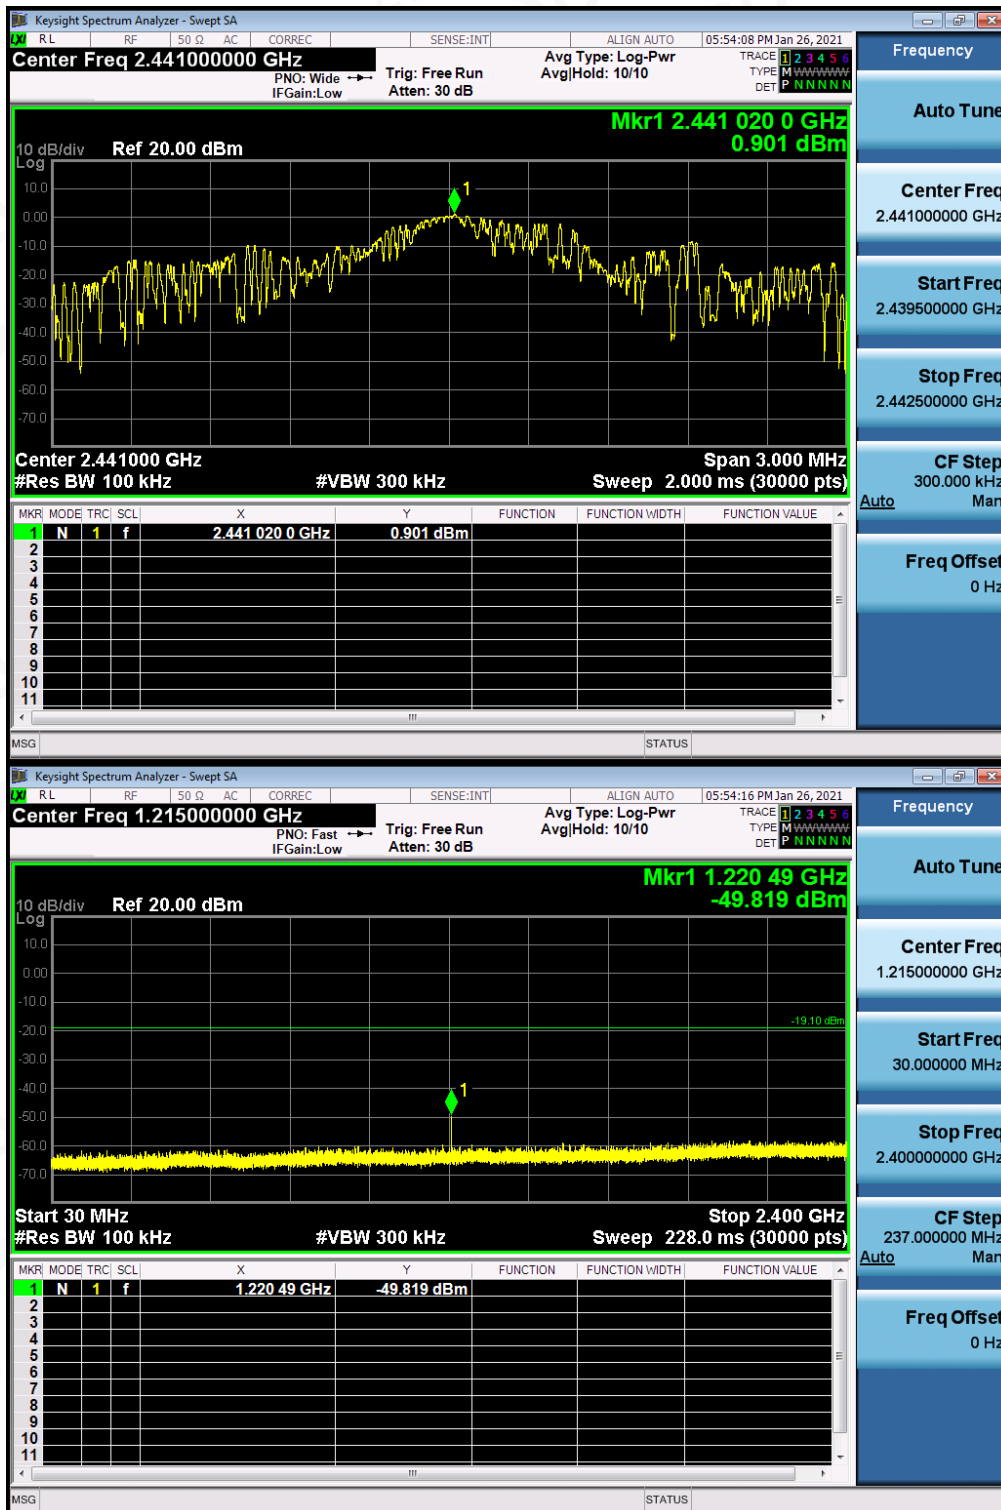 Keysight Spectrum Analyzer - Swept SA
LXI RL RF 50 Ω AC CORREC SENSE:INT ALIGN AUTO 05:54:08 PM Jan 26, 2021
Center Freq 2.441000000 GHz
PNO: Wide
IFGain:Low
Trig: Free Run
Atten: 30 dB
Avg Type: Log-Pwr
Avg|Hold: 10/10
TRACE 1 2 3 4 5 6
TYPE M WWWWW
DET P N N N N N
Mkr1 2.441 020 0 GHz
0.901 dBm
10 dB/div Ref 20.00 dBm
Log
10.0
0.00
-10.0
-20.0
-30.0
-40.0
-50.0
-60.0
-70.0
1
Center 2.441000 GHz Span 3.000 MHz
#Res BW 100 kHz #VBW 300 kHz Sweep 2.000 ms (30000 pts)
MKR MODE TRC SCL X Y FUNCTION FUNCTION WIDTH FUNCTION VALUE
1 N 1 f 2.441 020 0 GHz 0.901 dBm
2
3
4
5
6
7
8
9
10
11
MSG STATUS
Frequency
Auto Tune
Center Freq
2.441000000 GHz
Start Freq
2.439500000 GHz
Stop Freq
2.442500000 GHz
CF Step
300.000 kHz
Auto Man
Freq Offset
0 Hz
Keysight Spectrum Analyzer - Swept SA
LXI RL RF 50 Ω AC CORREC SENSE:INT ALIGN AUTO 05:54:16 PM Jan 26, 2021
Center Freq 1.215000000 GHz
PNO: Fast
IFGain:Low
Trig: Free Run
Atten: 30 dB
Avg Type: Log-Pwr
Avg|Hold: 10/10
TRACE 1 2 3 4 5 6
TYPE M WWWWW
DET P N N N N N
Mkr1 1.220 49 GHz
-49.819 dBm
10 dB/div Ref 20.00 dBm
Log
10.0
0.00
-10.0
-20.0
-30.0
-40.0
-50.0
-60.0
-70.0
-19.10 dBm
1
Start 30 MHz Stop 2.400 GHz
#Res BW 100 kHz #VBW 300 kHz Sweep 228.0 ms (30000 pts)
MKR MODE TRC SCL X Y FUNCTION FUNCTION WIDTH FUNCTION VALUE
1 N 1 f 1.220 49 GHz -49.819 dBm
2
3
4
5
6
7
8
9
10
11
MSG STATUS
Frequency
Auto Tune
Center Freq
1.215000000 GHz
Start Freq
30.000000 MHz
Stop Freq
2.400000000 GHz
CF Step
237.000000 MHz
Auto Man
Freq Offset
0 Hz